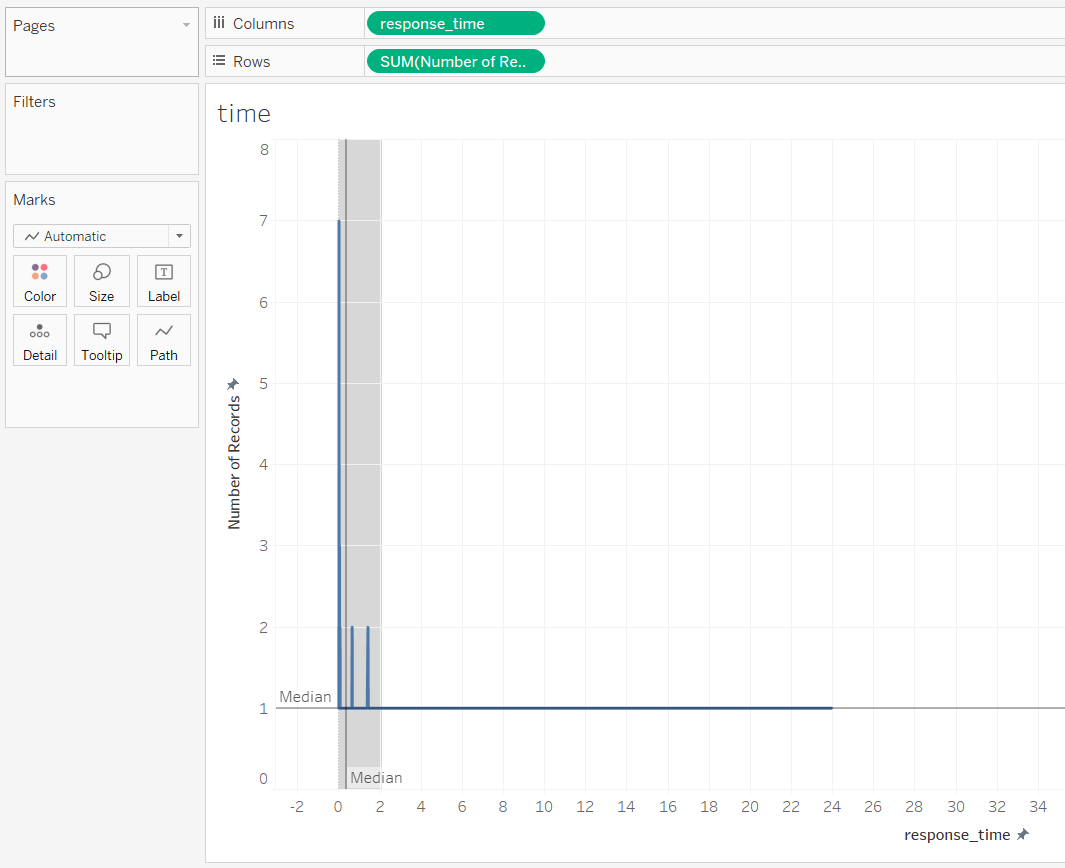 Pages
Columns
response_time
Rows
SUM(Number of Re..
Filters
Marks
Automatic
Color
Size
Label
Detail
Tooltip
Path
time
8
7
6
5
4
3
2
1
0
Number of Records
Median
Median
-2 0 2 4 6 8 10 12 14 16 18 20 22 24 26 28 30 32 34
response_time